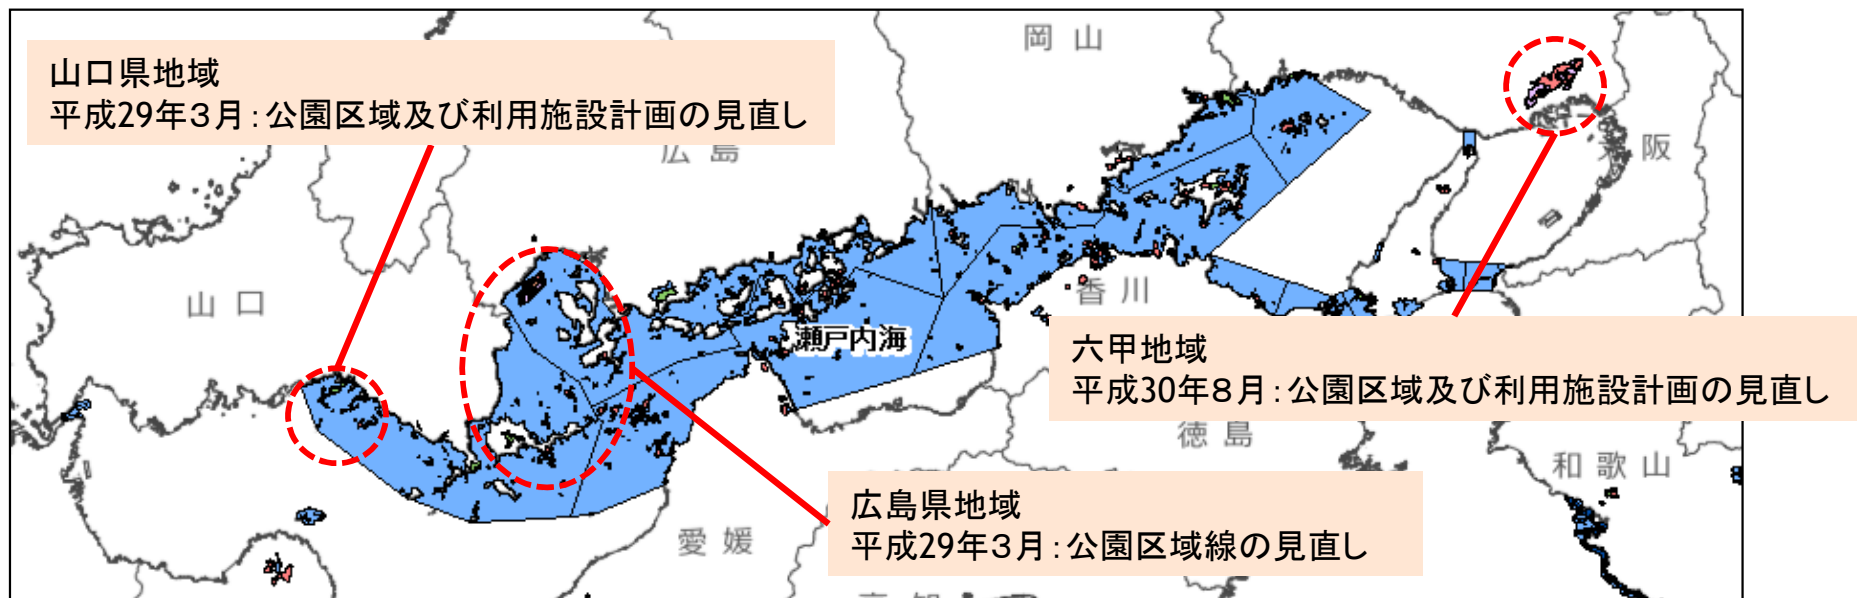 岡山
山口県地域
平成29年3月：公園区域及び利用施設計画の見直し
広島
大阪
山口
香川
瀬戸内海
六甲地域
平成30年8月：公園区域及び利用施設計画の見直し
徳島
和歌山
広島県地域
平成29年3月：公園区域線の見直し
愛媛